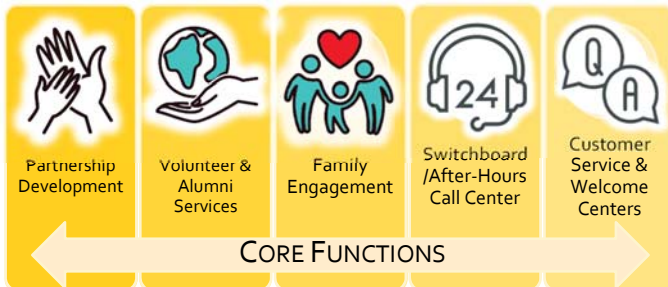 24
Q
A
Partnership
Development
Volunteer &
Alumni
Services
Family
Engagement
Switchboard
/After-Hours
Call Center
Customer
Service &
Welcome
Centers
CORE FUNCTIONS